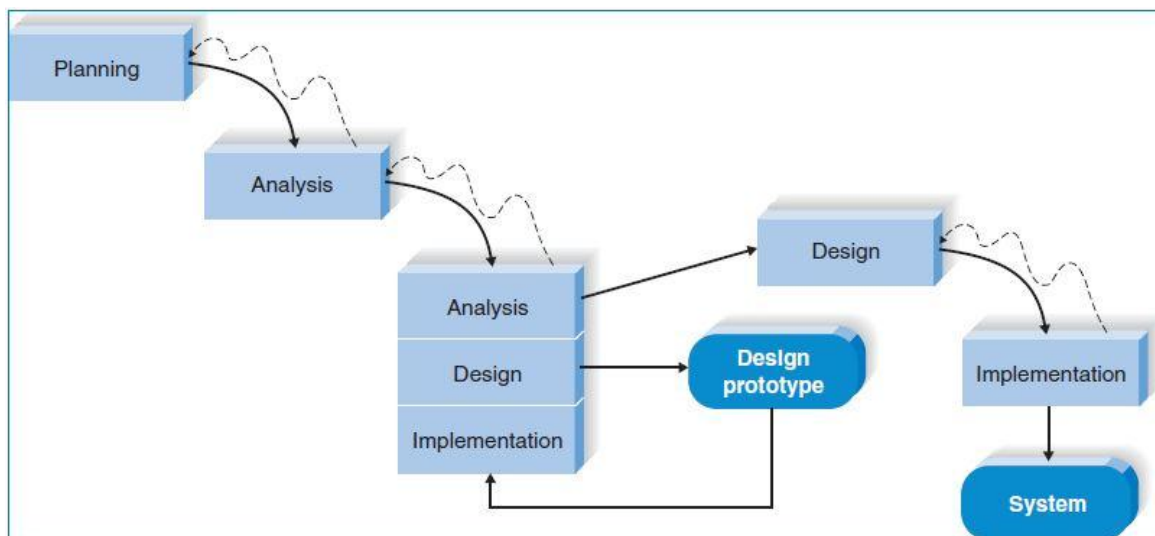 Planning
Analysis
Analysis
Design
Implementation
Design
prototype
Design
Implementation
System